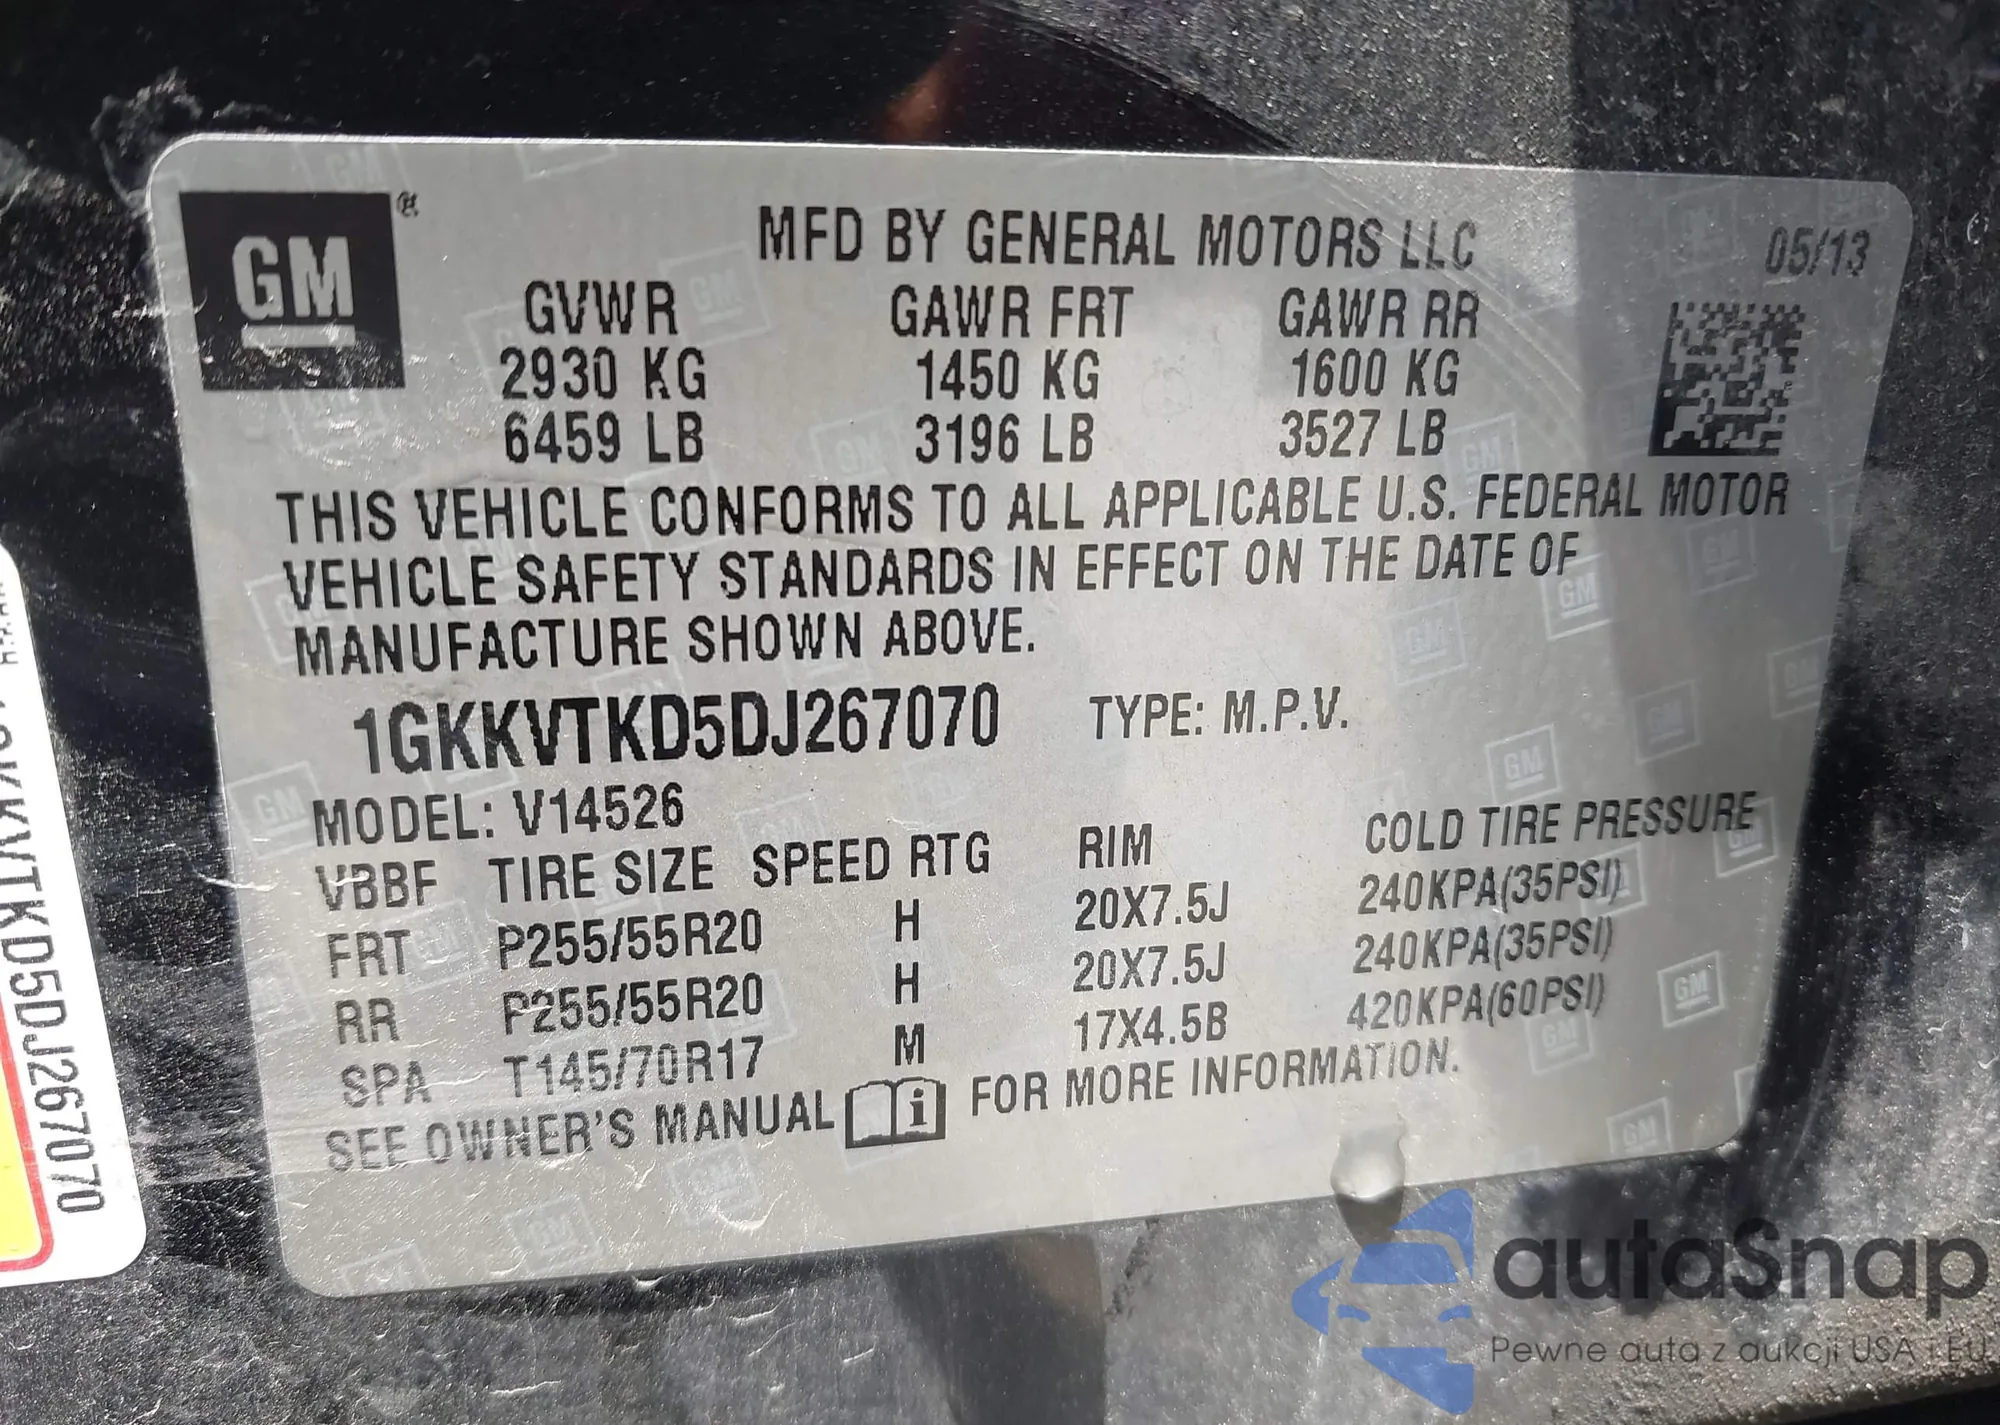 GM ®
MFD BY GENERAL MOTORS LLC
05/13
GVWR GAWR FRT GAWR RR
2930 KG 1450 KG 1600 KG
6459 LB 3196 LB 3527 LB
THIS VEHICLE CONFORMS TO ALL APPLICABLE U.S. FEDERAL MOTOR
VEHICLE SAFETY STANDARDS IN EFFECT ON THE DATE OF
MANUFACTURE SHOWN ABOVE.
1GKKVTKD5DJ267070 TYPE: M.P.V.
MODEL: V14526
VBBF TIRE SIZE SPEED RTG RIM COLD TIRE PRESSURE
FRT P255/55R20 H 20X7.5J 240KPA(35PSI)
RR P255/55R20 H 20X7.5J 240KPA(35PSI)
SPA T145/70R17 M 17X4.5B 420KPA(60PSI)
SEE OWNER'S MANUAL i FOR MORE INFORMATION.
1GKKVTKD5DJ267070
autoSnap
Pewne auta z aukcji USA i EU